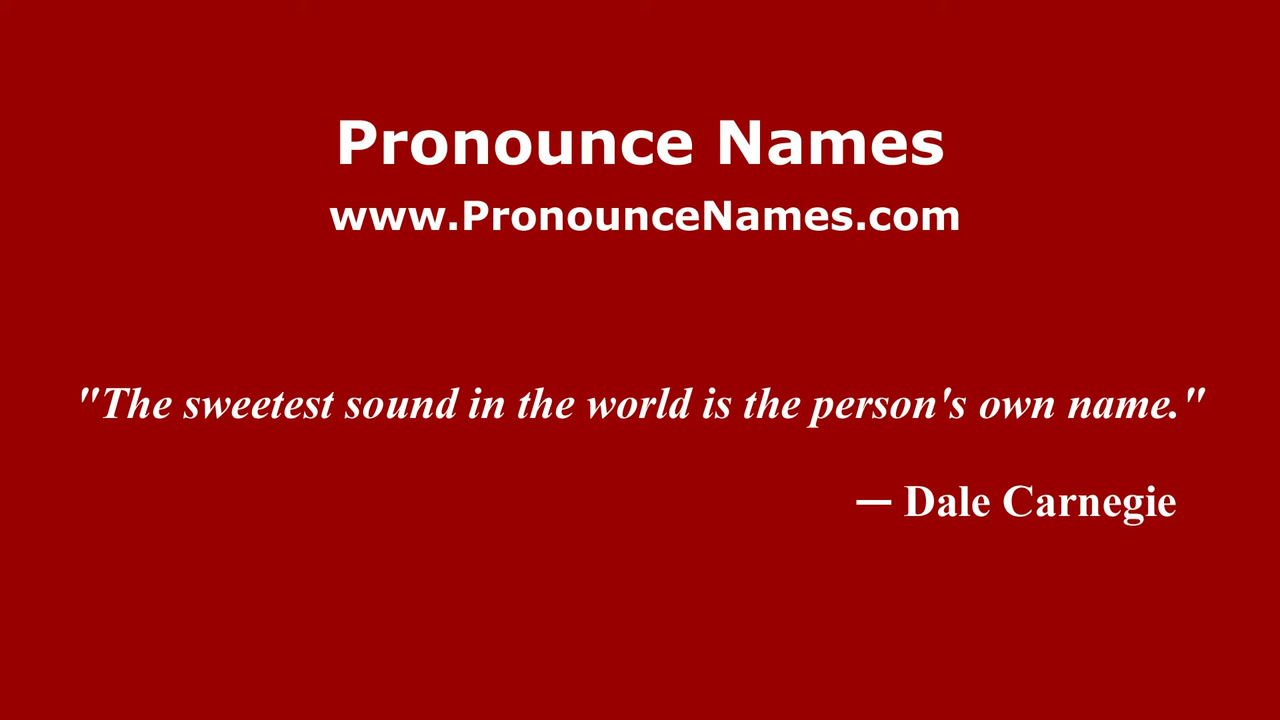 Pronounce Names
www.PronounceNames.com
"The sweetest sound in the world is the person's own name."
— Dale Carnegie